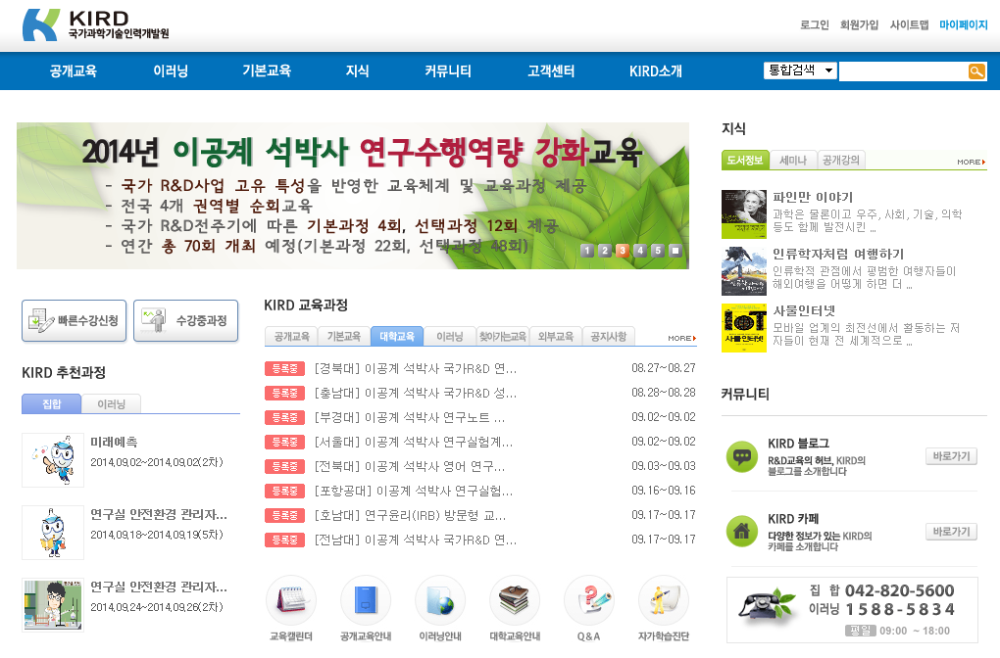 KIRD
국가과학기술인력개발원
로그인 회원가입 사이트맵 마이페이지
공개교육 이러닝 기본교육 지식 커뮤니티 고객센터 KIRD소개
통합검색
2014년 이공계 석박사 연구수행역량 강화교육
- 국가 R&D사업 고유 특성을 반영한 교육체계 및 교육과정 제공
- 전국 4개 권역별 순회교육
- 국가 R&D전주기에 따른 기본과정 4회, 선택과정 12회 제공
- 연간 총 70회 개최 예정(기본과정 22회, 선택과정 48회)
1 2 3 4 5
빠른수강신청 수강중과정
KIRD 추천과정
집합 이러닝
미래예측
2014,09,02~2014,09,02(2차)
연구실 안전환경 관리자...
2014,09,18~2014,09,19(5차)
연구실 안전환경 관리자...
2014,09,24~2014,09,26(2차)
KIRD 교육과정
공개교육 기본교육 대학교육 이러닝 찾아가는교육 외부교육 공지사항 MORE
등록중 [경북대] 이공계 석박사 국가R&D 연... 08.27~08.27
등록중 [충남대] 이공계 석박사 국가R&D 성... 08.28~08.28
등록중 [부경대] 이공계 석박사 연구노트 ... 09.02~09.02
등록중 [서울대] 이공계 석박사 연구실험계... 09.02~09.02
등록중 [전북대] 이공계 석박사 영어 연구... 09.03~09.03
등록중 [포항공대] 이공계 석박사 연구실험... 09.16~09.16
등록중 [호남대] 연구윤리(IRB) 방문형 교... 09.17~09.17
등록중 [전남대] 이공계 석박사 국가R&D 연... 09.17~09.17
교육캘린더 공개교육안내 이러닝안내 대학교육안내 Q&A 자가학습진단
지식
도서정보 세미나 공개강의 MORE
파인만 이야기
과학은 물론이고 우주, 사회, 기술, 의학
등도 함께 발전시킨 ...
인류학자처럼 여행하기
인류학적 관점에서 평범한 여행자들이
해외여행을 어떻게 하면 더 ...
IOT
사물인터넷
사물인터넷
모바일 업계의 최전선에서 활동하는 저
자들이 현재 전 세계적으로 ...
커뮤니티
KIRD 블로그
R&D교육의 허브, KIRD의
블로그를 소개합니다
바로가기
KIRD 카페
다양한 정보가 있는 KIRD의
카페를 소개합니다
바로가기
집 합 042-820-5600
이러닝 1588-5834
평일 09:00 ~ 18:00